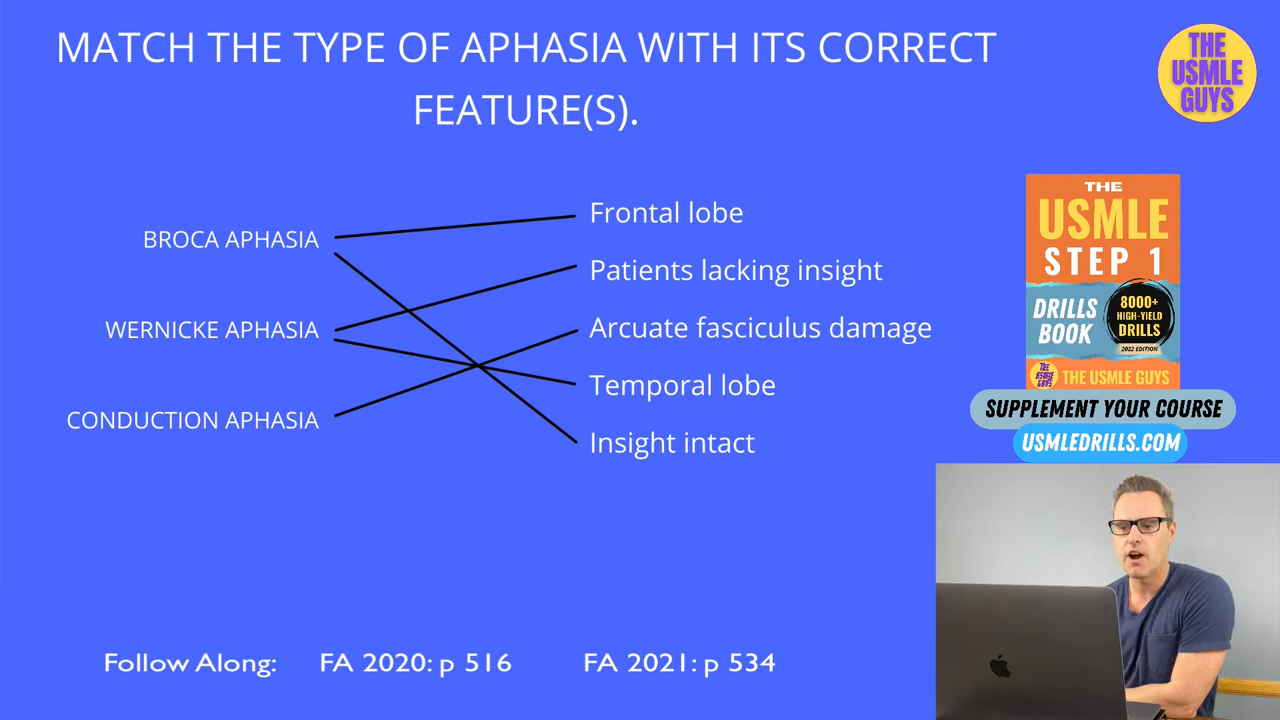 MATCH THE TYPE OF APHASIA WITH ITS CORRECT
FEATURE(S).
THE
USMLE
GUYS
BROCA APHASIA
WERNICKE APHASIA
CONDUCTION APHASIA
Frontal lobe
Patients lacking insight
Arcuate fasciculus damage
Temporal lobe
Insight intact
THE
USMLE
STEP 1
DRILLS
BOOK
8000+
HIGH-YIELD
DRILLS
2022 EDITION
THE
USMLE
GUYS
THE USMLE GUYS
SUPPLEMENT YOUR COURSE
USMLEDRILLS.COM
Follow Along: FA 2020: p 516 FA 2021: p 534